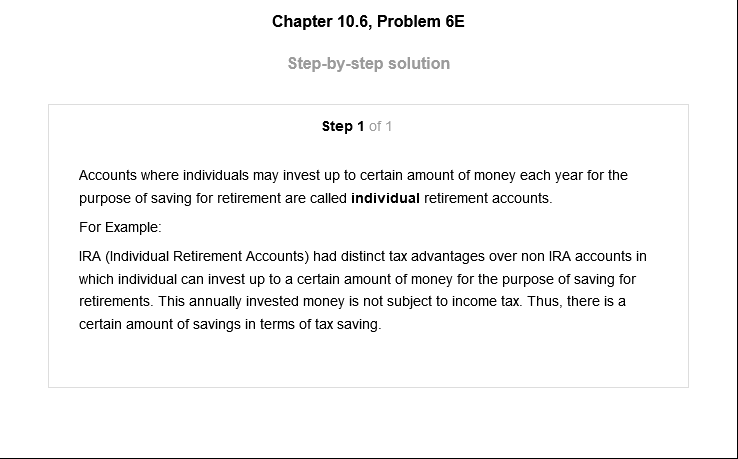 Chapter 10.6, Problem 6E
Step-by-step solution
Step 1 of 1
Accounts where individuals may invest up to certain amount of money each year for the
purpose of saving for retirement are called individual retirement accounts.
For Example:
IRA (Individual Retirement Accounts) had distinct tax advantages over non IRA accounts in
which individual can invest up to a certain amount of money for the purpose of saving for
retirements. This annually invested money is not subject to income tax. Thus, there is a
certain amount of savings in terms of tax saving.